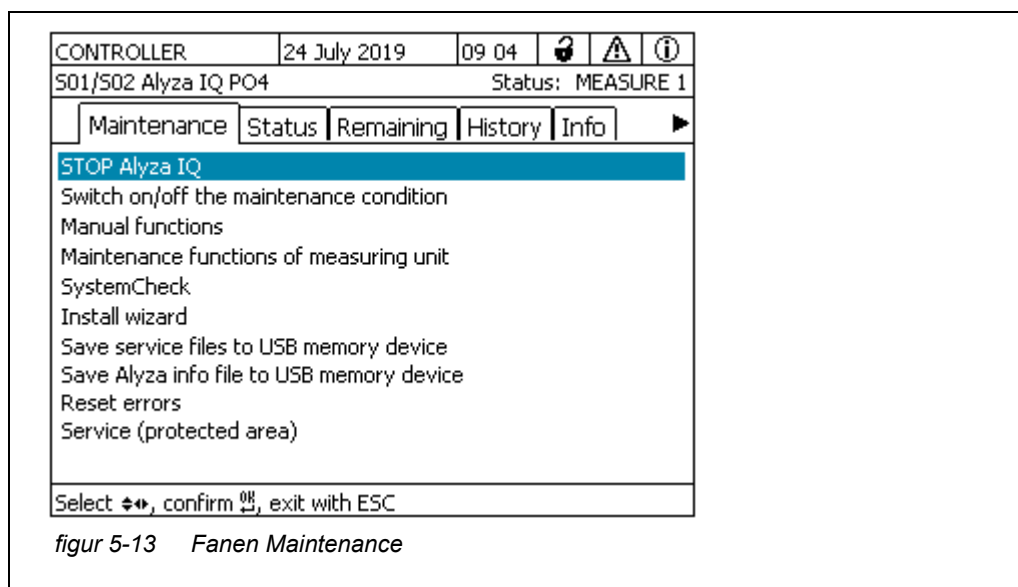 CONTROLLER 24 July 2019 09 04
S01/S02 Alyza IQ PO4 Status: MEASURE 1
Maintenance Status Remaining History Info
STOP Alyza IQ
Switch on/off the maintenance condition
Manual functions
Maintenance functions of measuring unit
SystemCheck
Install wizard
Save service files to USB memory device
Save Alyza info file to USB memory device
Reset errors
Service (protected area)
Select, confirm OK, exit with ESC
figur 5-13 Fanen Maintenance